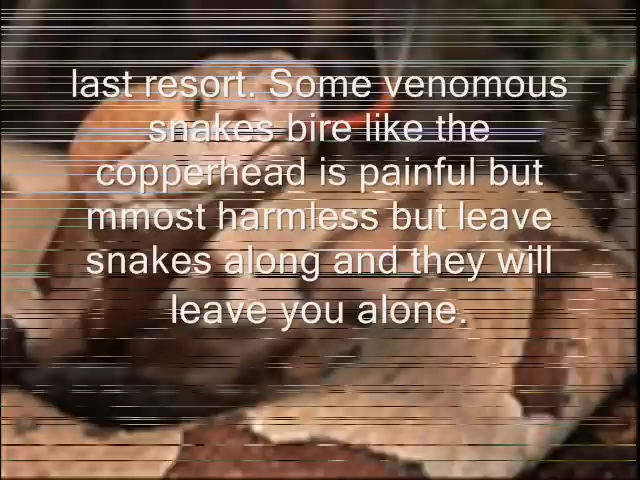 last resort. Some venomous
snakes bire like the
copperhead is painful but
mmost harmless but leave
snakes along and they will
leave you alone.